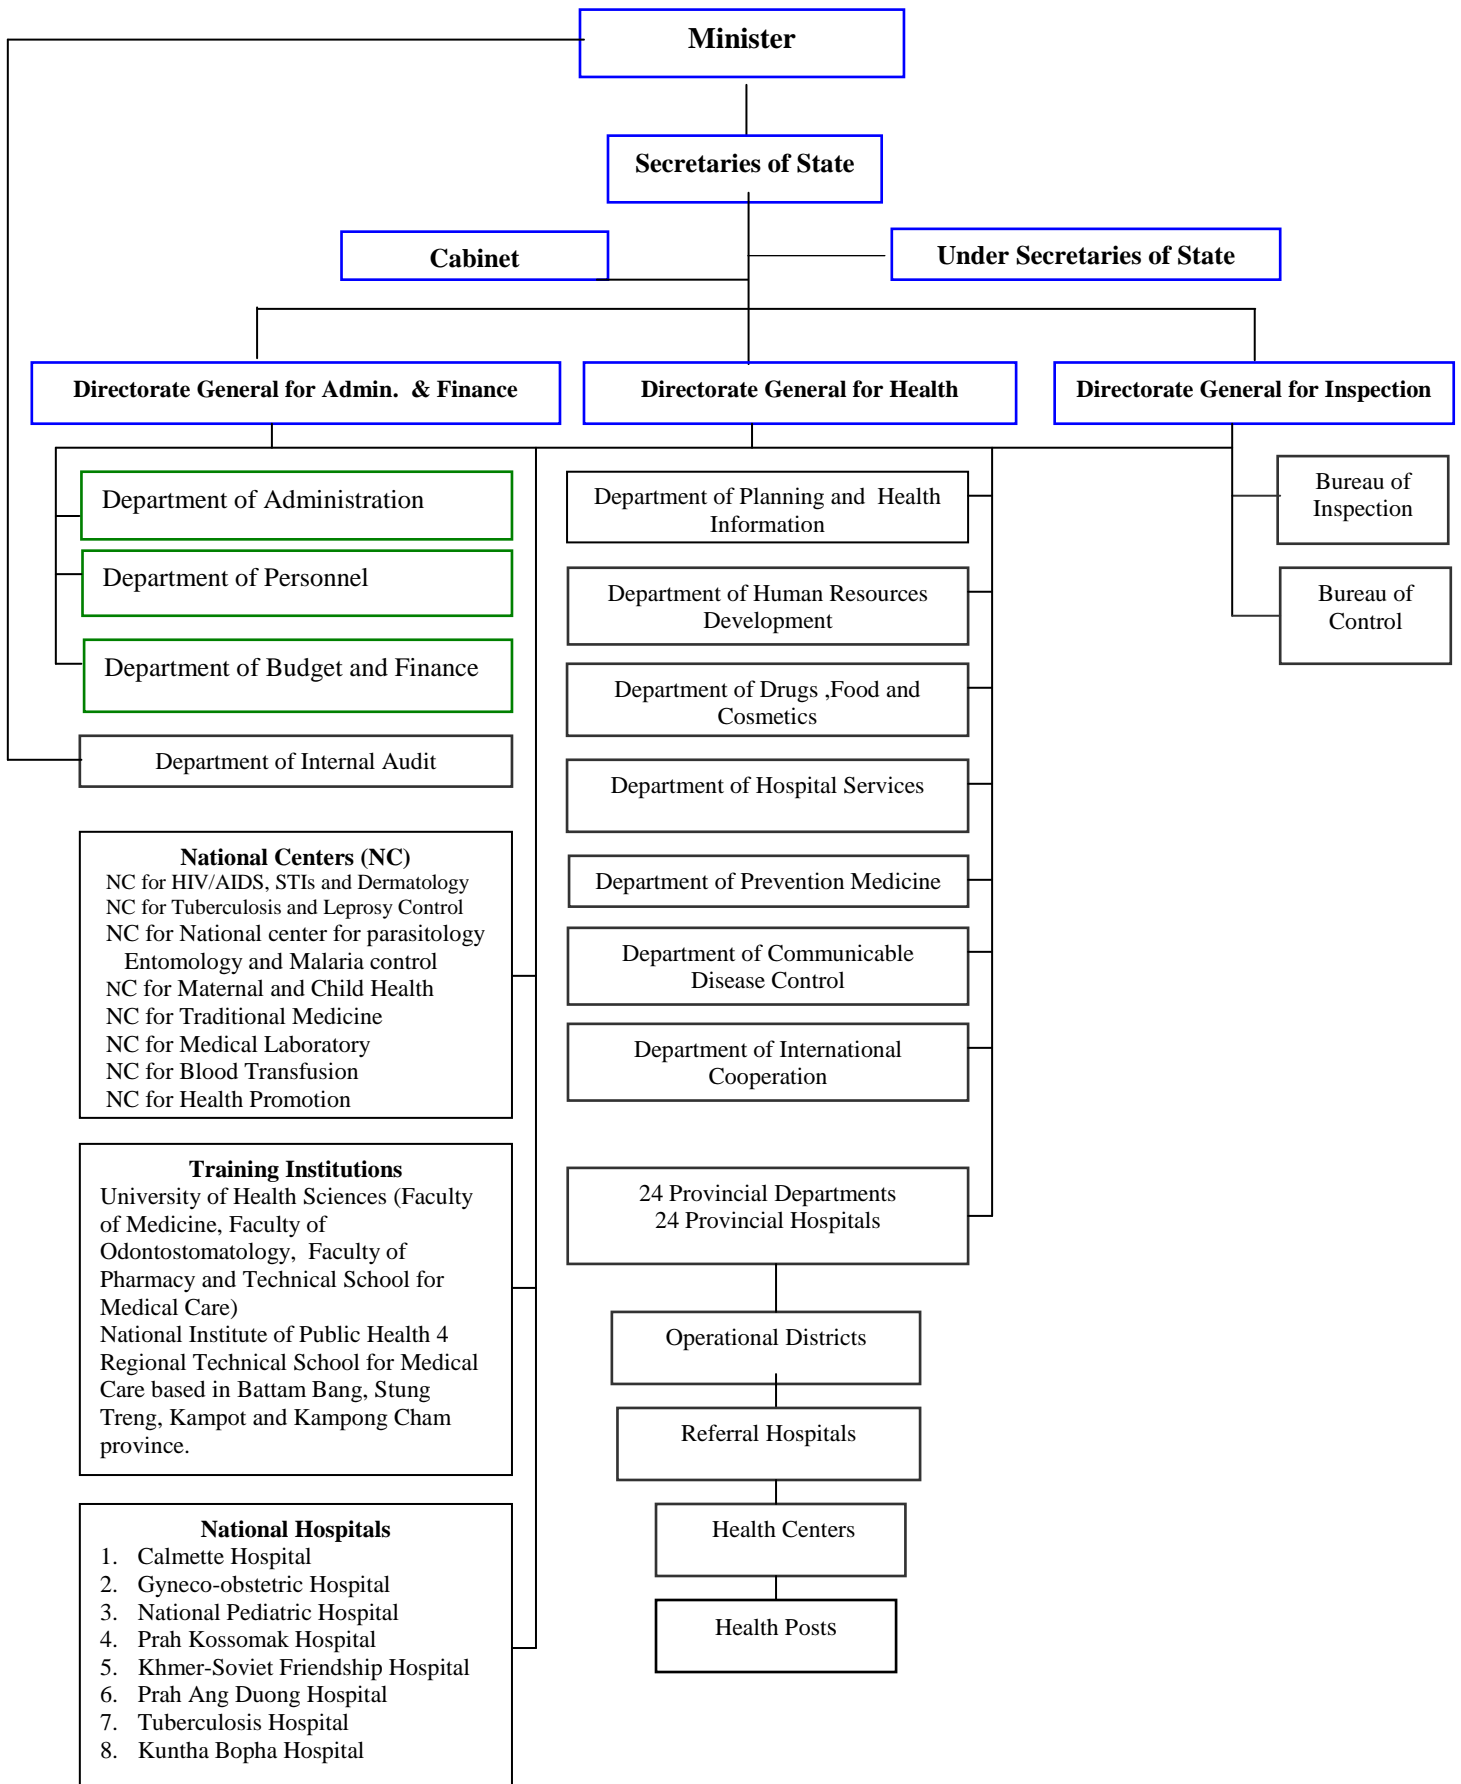 Minister
Secretaries of State
Cabinet
Under Secretaries of State
Directorate General for Admin.  & Finance
Directorate General for Health
Directorate General for Inspection
Department of Administration
Department of Personnel
Department of Budget and Finance
Department of Internal Audit
National Centers (NC)
NC for HIV/AIDS, STIs and Dermatology
NC for Tuberculosis and Leprosy Control
NC for National center for parasitology
Entomology and Malaria control
NC for Maternal and Child Health
NC for Traditional Medicine
NC for Medical Laboratory
NC for Blood Transfusion
NC for Health Promotion
Training Institutions
University of Health Sciences (Faculty
of Medicine, Faculty of
Odontostomatology,  Faculty of
Pharmacy and Technical School for
Medical Care)
National Institute of Public Health 4
Regional Technical School for Medical
Care based in Battam Bang, Stung
Treng, Kampot and Kampong Cham
province.
National Hospitals
1. Calmette Hospital
2. Gyneco-obstetric Hospital
3. National Pediatric Hospital
4. Prah Kossomak Hospital
5. Khmer-Soviet Friendship Hospital
6. Prah Ang Duong Hospital
7. Tuberculosis Hospital
8. Kuntha Bopha Hospital
Department of Planning and  Health
Information
Department of Human Resources
Development
Department of Drugs ,Food and
Cosmetics
Department of Hospital Services
Department of Prevention Medicine
Department of Communicable
Disease Control
Department of International
Cooperation
24 Provincial Departments
24 Provincial Hospitals
Operational Districts
Referral Hospitals
Health Centers
Health Posts
Bureau of
Inspection
Bureau of
Control